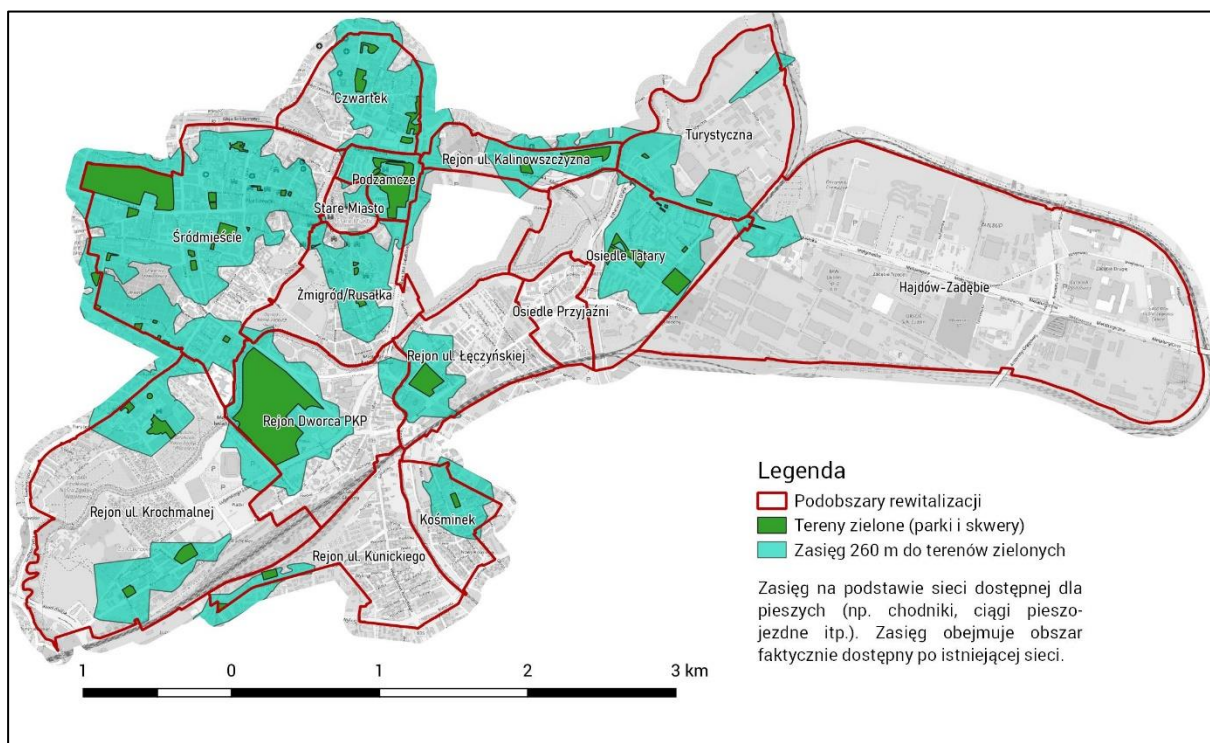 Czwartek
Turystyczna
Rejon ul. Kalinowszczyzna
Podzamcze
Stare Miasto
Śródmieście
Osiedle Tatary
Hajdów-Zadębie
Żmigród/Rusałka
Osiedle Przyjaźni
Rejon ul. Łęczyńskiej
Rejon Dworca PKP
Rejon ul. Krochmalnej
Kośminek
Rejon ul. Kunickiego
Legenda
Podobszary rewitalizacji
Tereny zielone (parki i skwery)
Zasięg 260 m do terenów zielonych
Zasięg na podstawie sieci dostępnej dla
pieszych (np. chodniki, ciągi pieszo-
jezdne itp.). Zasięg obejmuje obszar
faktycznie dostępny po istniejącej sieci.
1 0 1 2 3 km